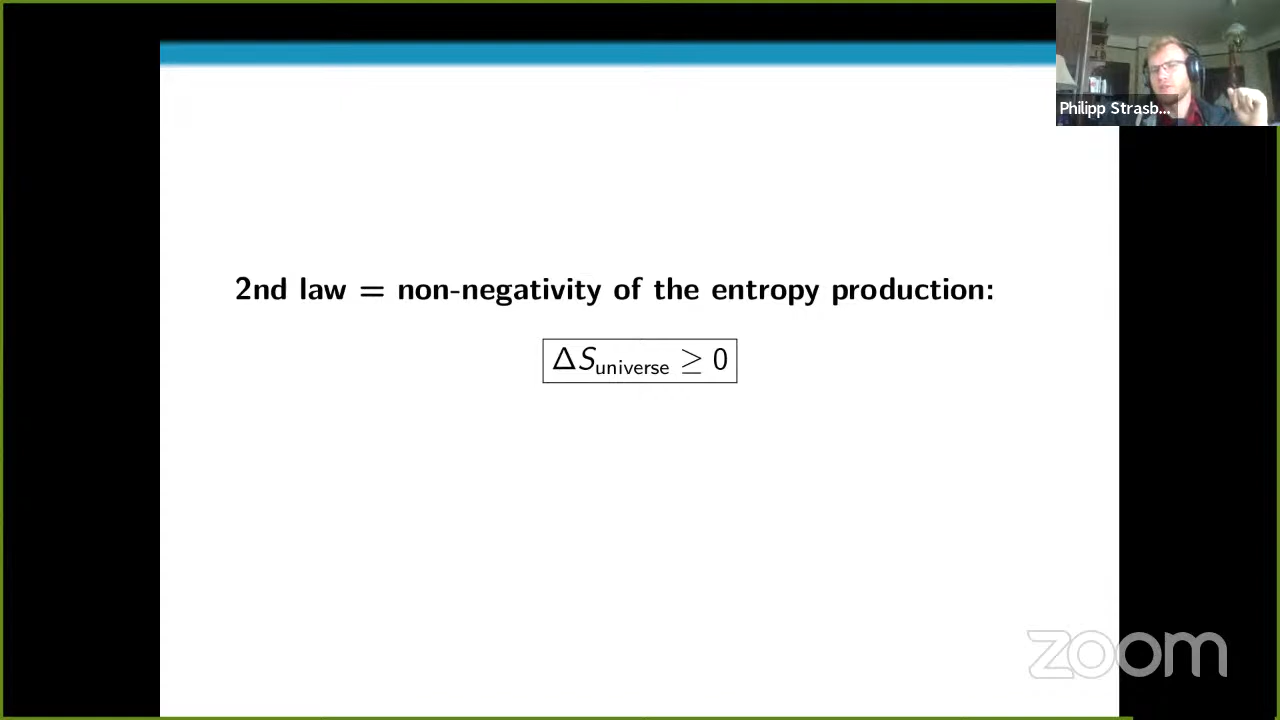 Philipp Strasb...
2nd law = non-negativity of the entropy production:
ΔS_universe ≥ 0
zoom